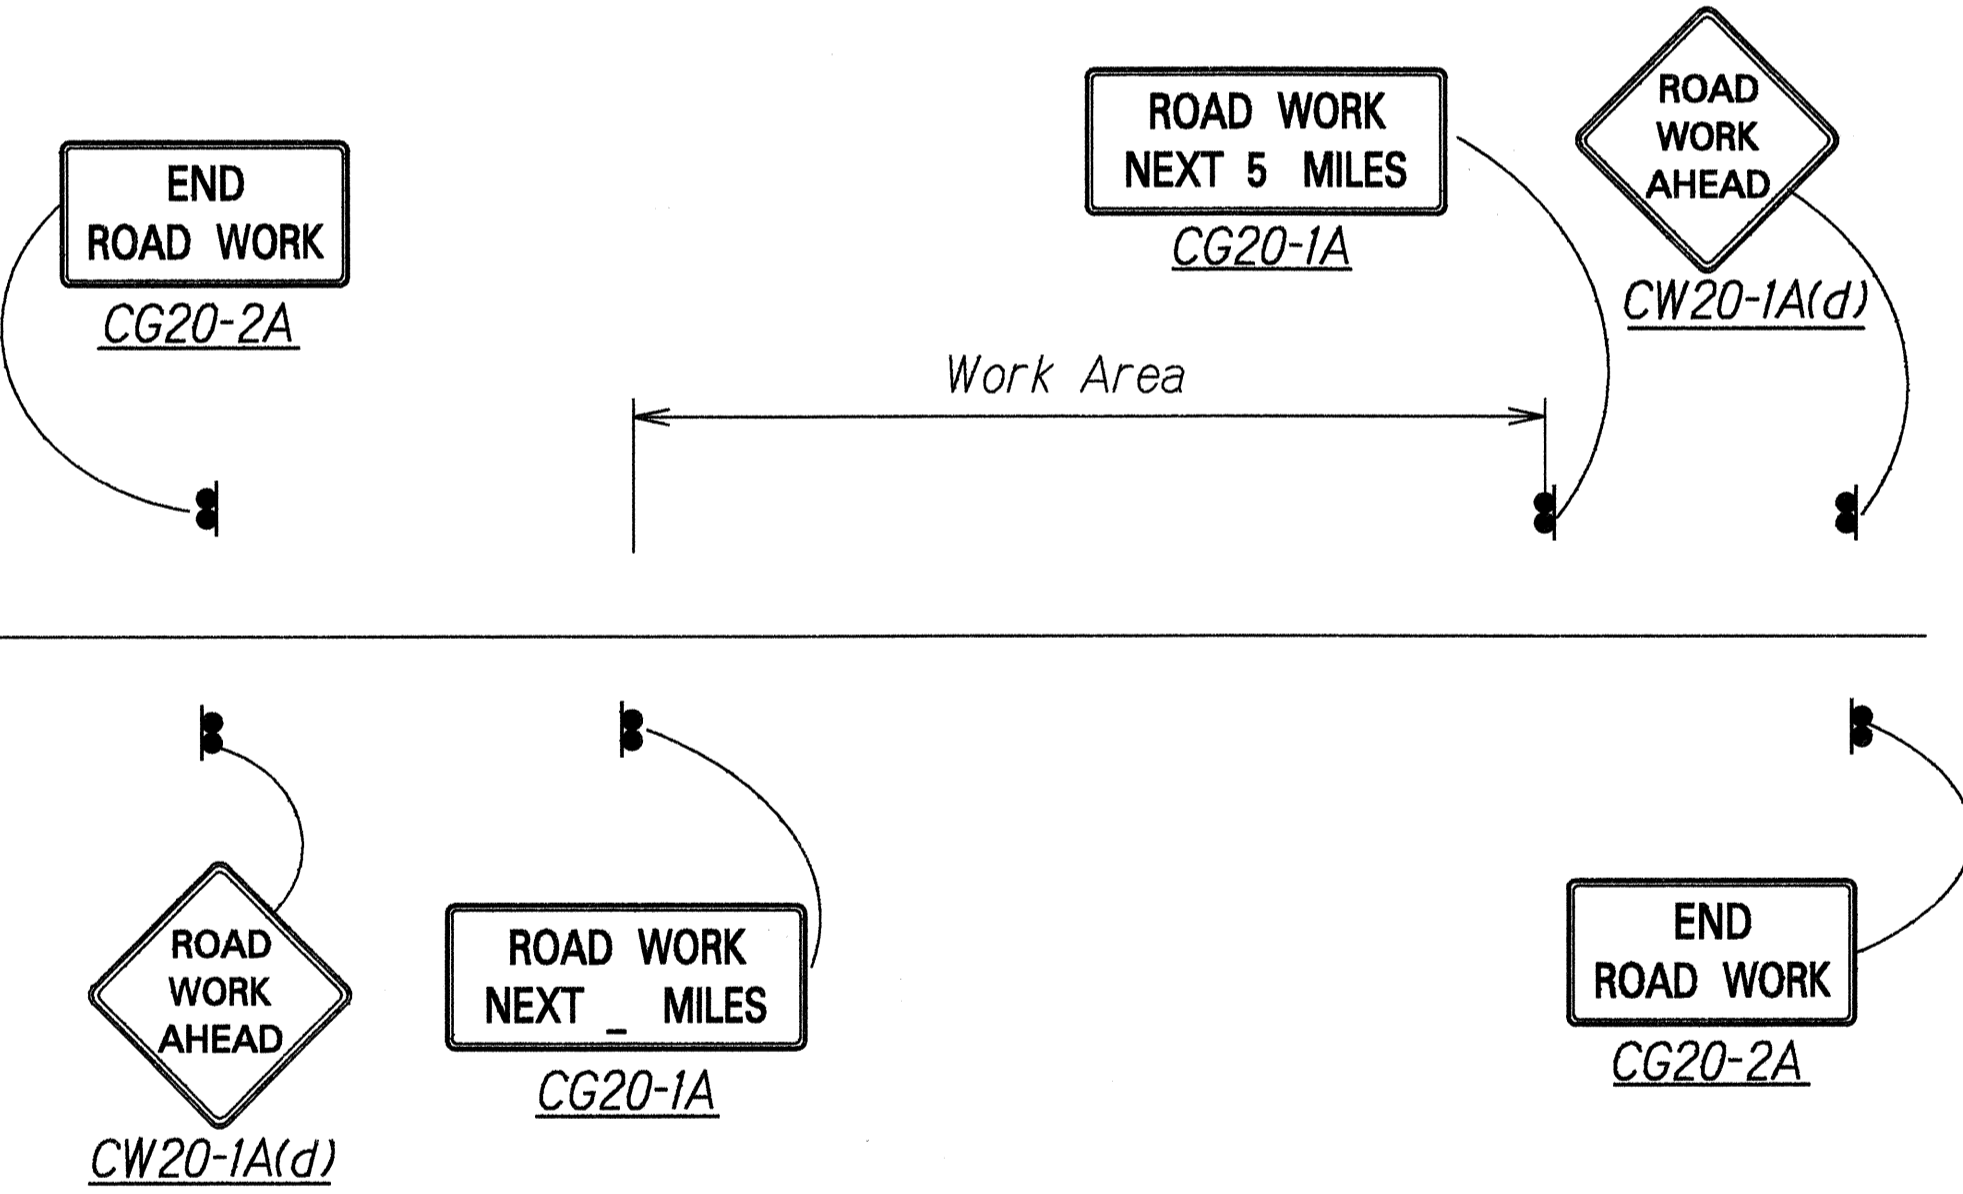 END
ROAD WORK
CG20-2A
ROAD WORK
NEXT 5 MILES
CG20-1A
ROAD
WORK
AHEAD
CW20-1A(d)
Work Area
ROAD
WORK
AHEAD
CW20-1A(d)
ROAD WORK
NEXT _ MILES
CG20-1A
END
ROAD WORK
CG20-2A